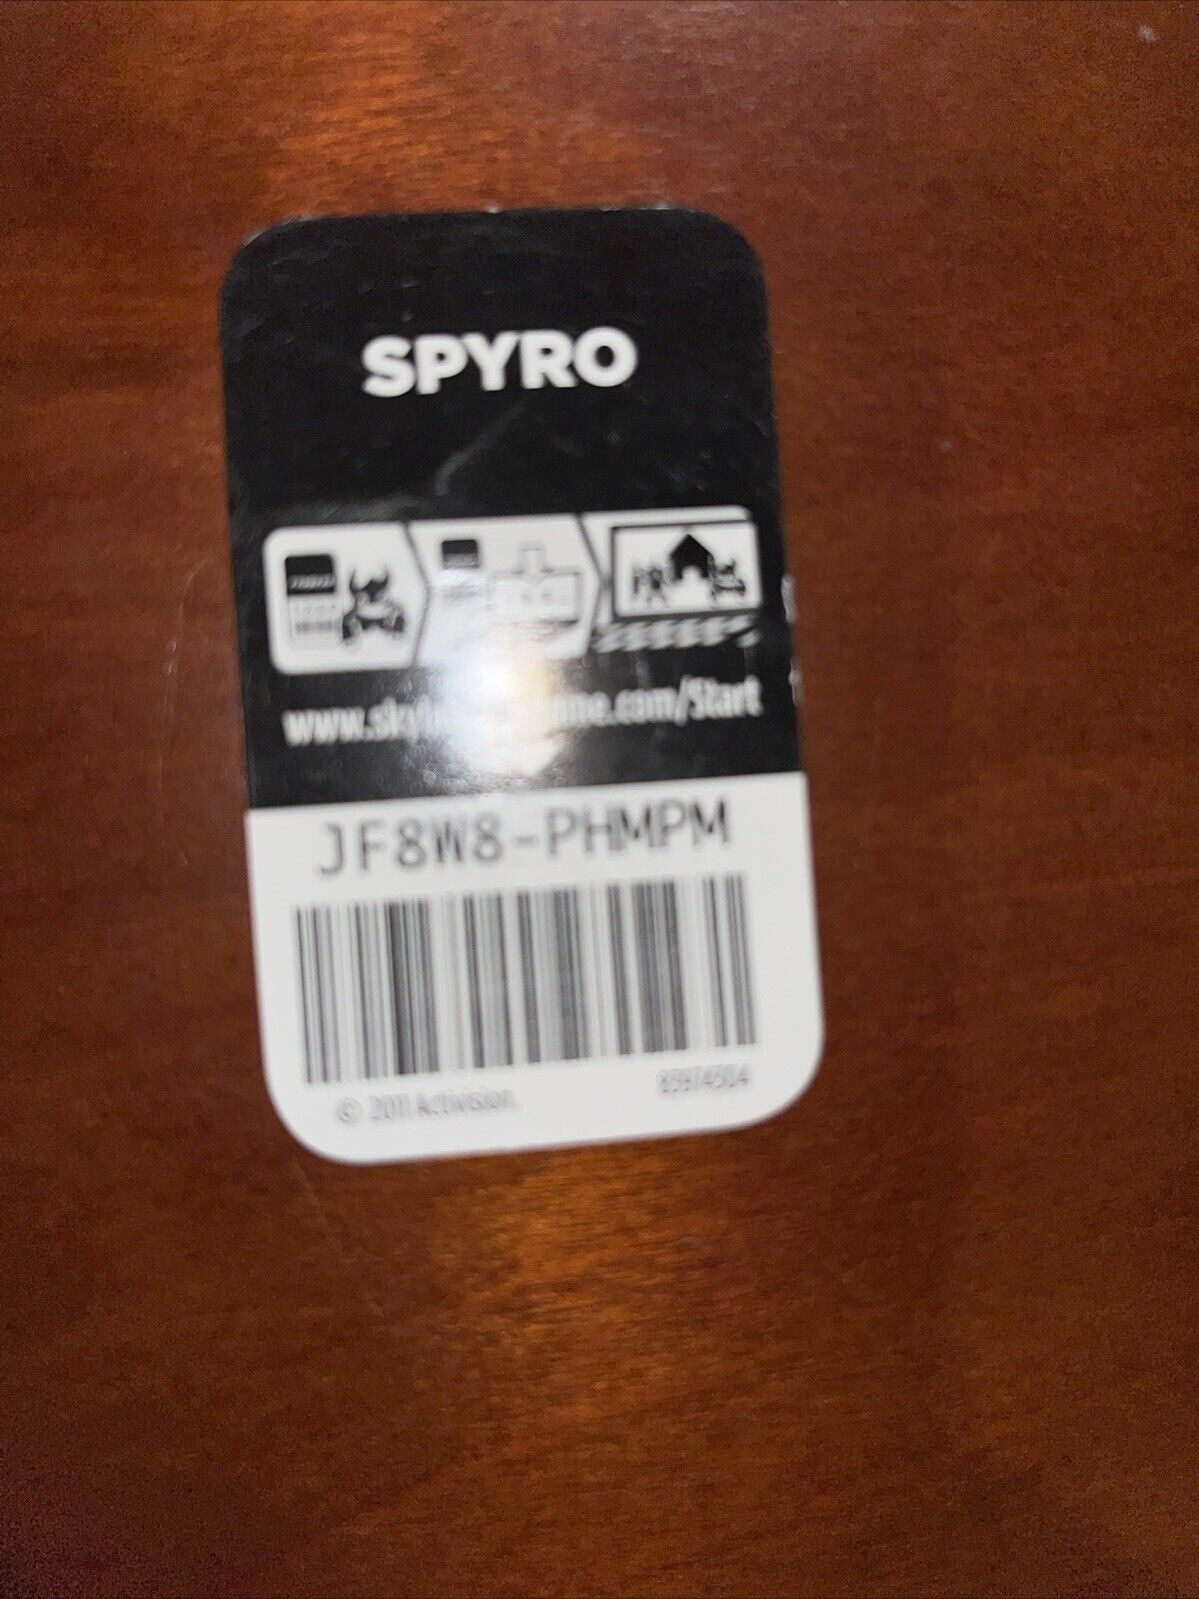 SPYRO
JF8W8-PHMPM
© 2011 Activision.